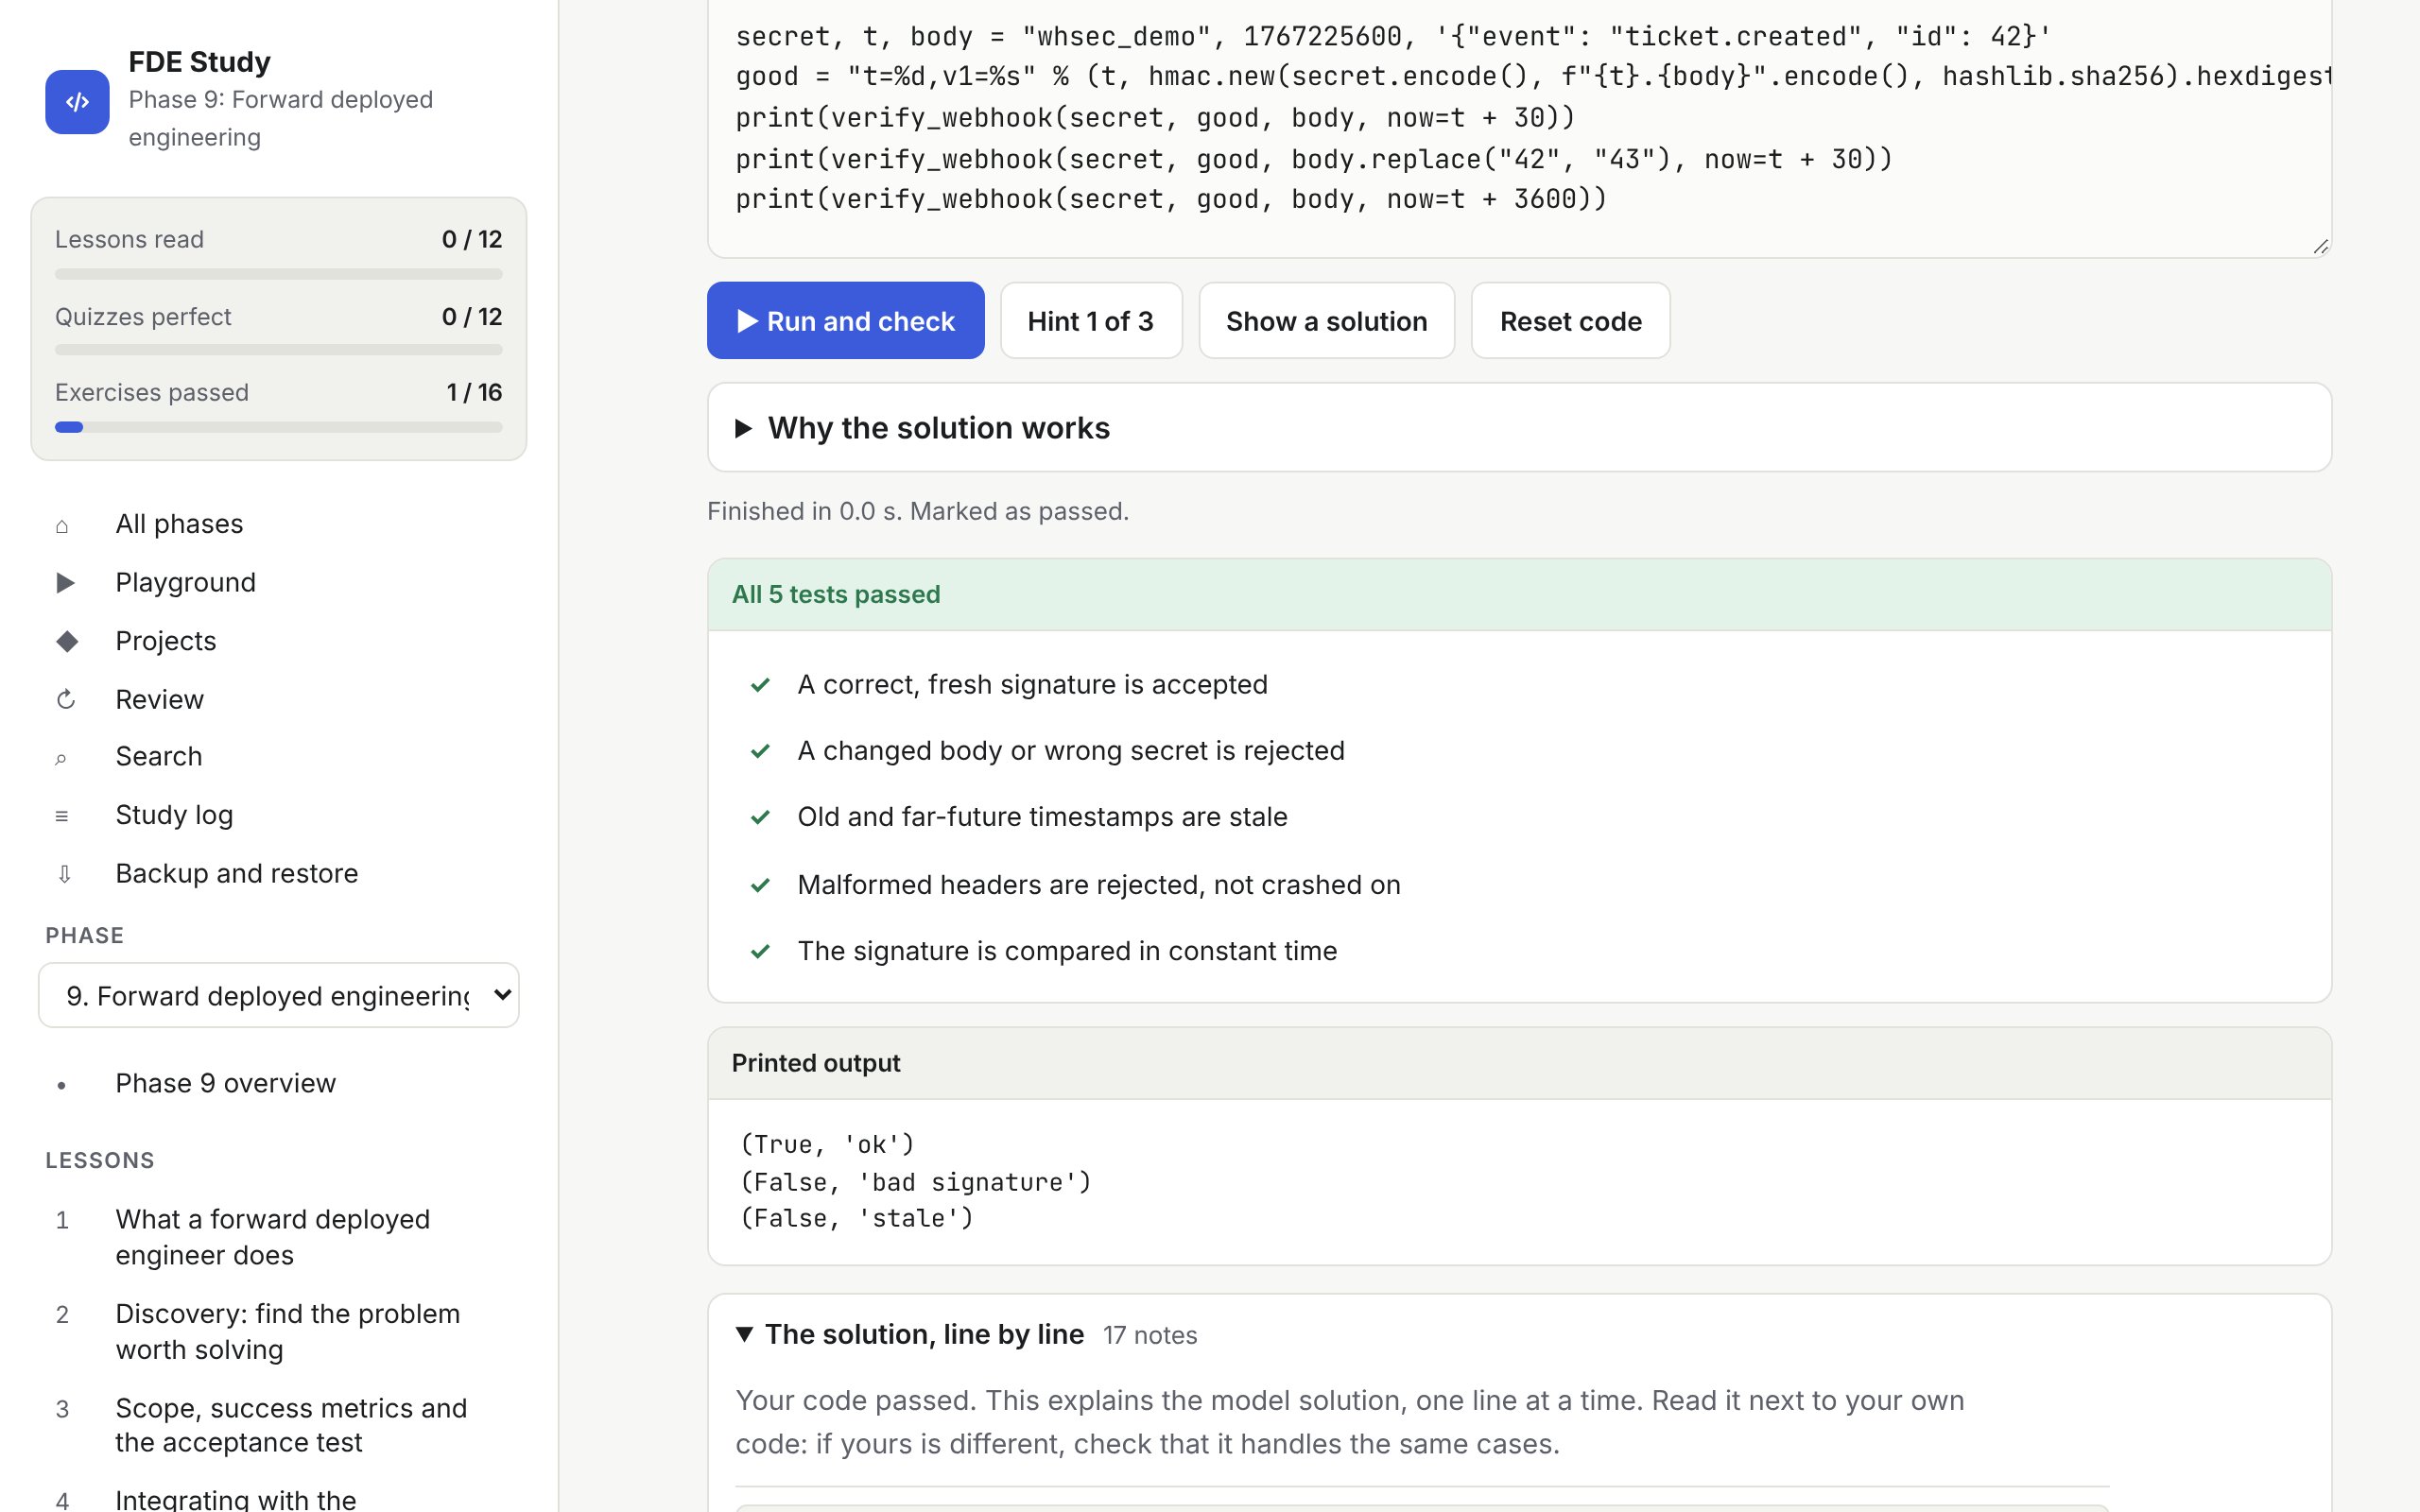 FDE Study
Phase 9: Forward deployed
engineering
Lessons read 0 / 12
Quizzes perfect 0 / 12
Exercises passed 1 / 16
All phases
Playground
Projects
Review
Search
Study log
Backup and restore
PHASE
9. Forward deployed engineering
Phase 9 overview
LESSONS
1 What a forward deployed
engineer does
2 Discovery: find the problem
worth solving
3 Scope, success metrics and
the acceptance test
4 Integrating with the
secret, t, body = "whsec_demo", 1767225600, '{"event": "ticket.created", "id": 42}'
good = "t=%d,v1=%s" % (t, hmac.new(secret.encode(), f"{t}.{body}".encode(), hashlib.sha256).hexdigest
print(verify_webhook(secret, good, body, now=t + 30))
print(verify_webhook(secret, good, body.replace("42", "43"), now=t + 30))
print(verify_webhook(secret, good, body, now=t + 3600))
▶ Run and check
Hint 1 of 3
Show a solution
Reset code
▶ Why the solution works
Finished in 0.0 s. Marked as passed.
All 5 tests passed
✓ A correct, fresh signature is accepted
✓ A changed body or wrong secret is rejected
✓ Old and far-future timestamps are stale
✓ Malformed headers are rejected, not crashed on
✓ The signature is compared in constant time
Printed output
(True, 'ok')
(False, 'bad signature')
(False, 'stale')
▼ The solution, line by line 17 notes
Your code passed. This explains the model solution, one line at a time. Read it next to your own
code: if yours is different, check that it handles the same cases.